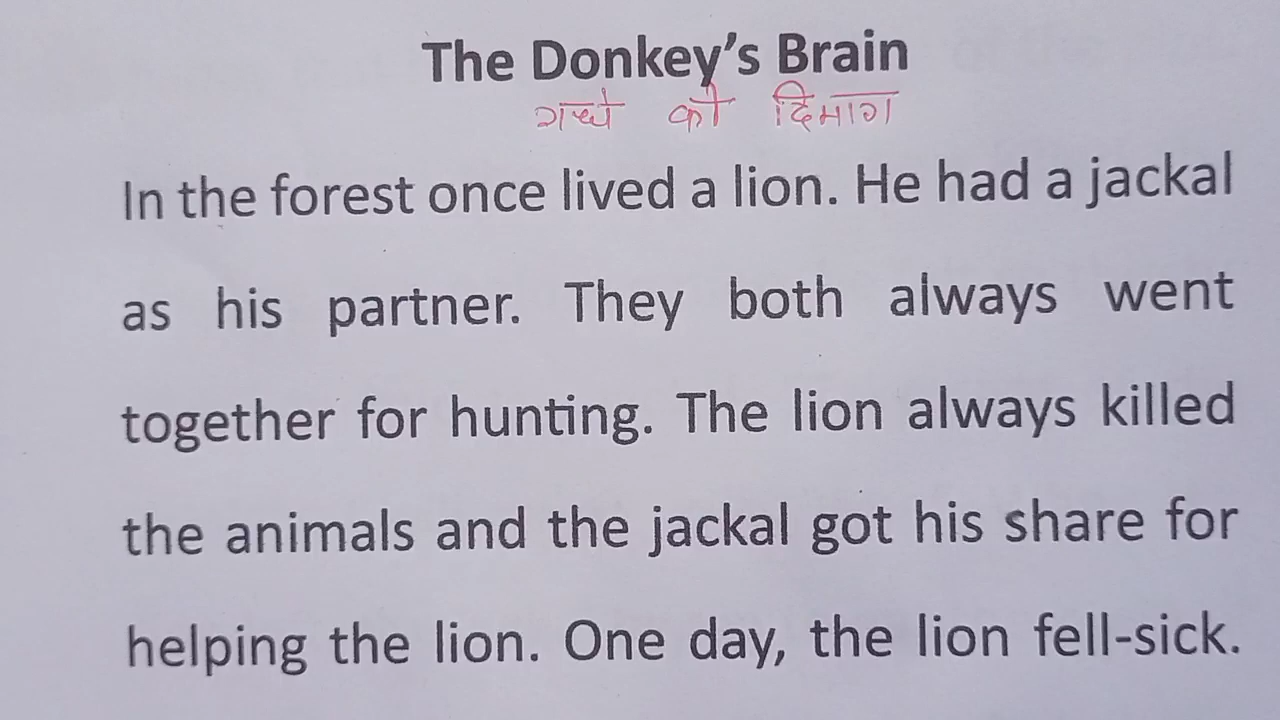 The Donkey's Brain
गधे को दिमाग
In the forest once lived a lion. He had a jackal
as his partner. They both always went
together for hunting. The lion always killed
the animals and the jackal got his share for
helping the lion. One day, the lion fell-sick.